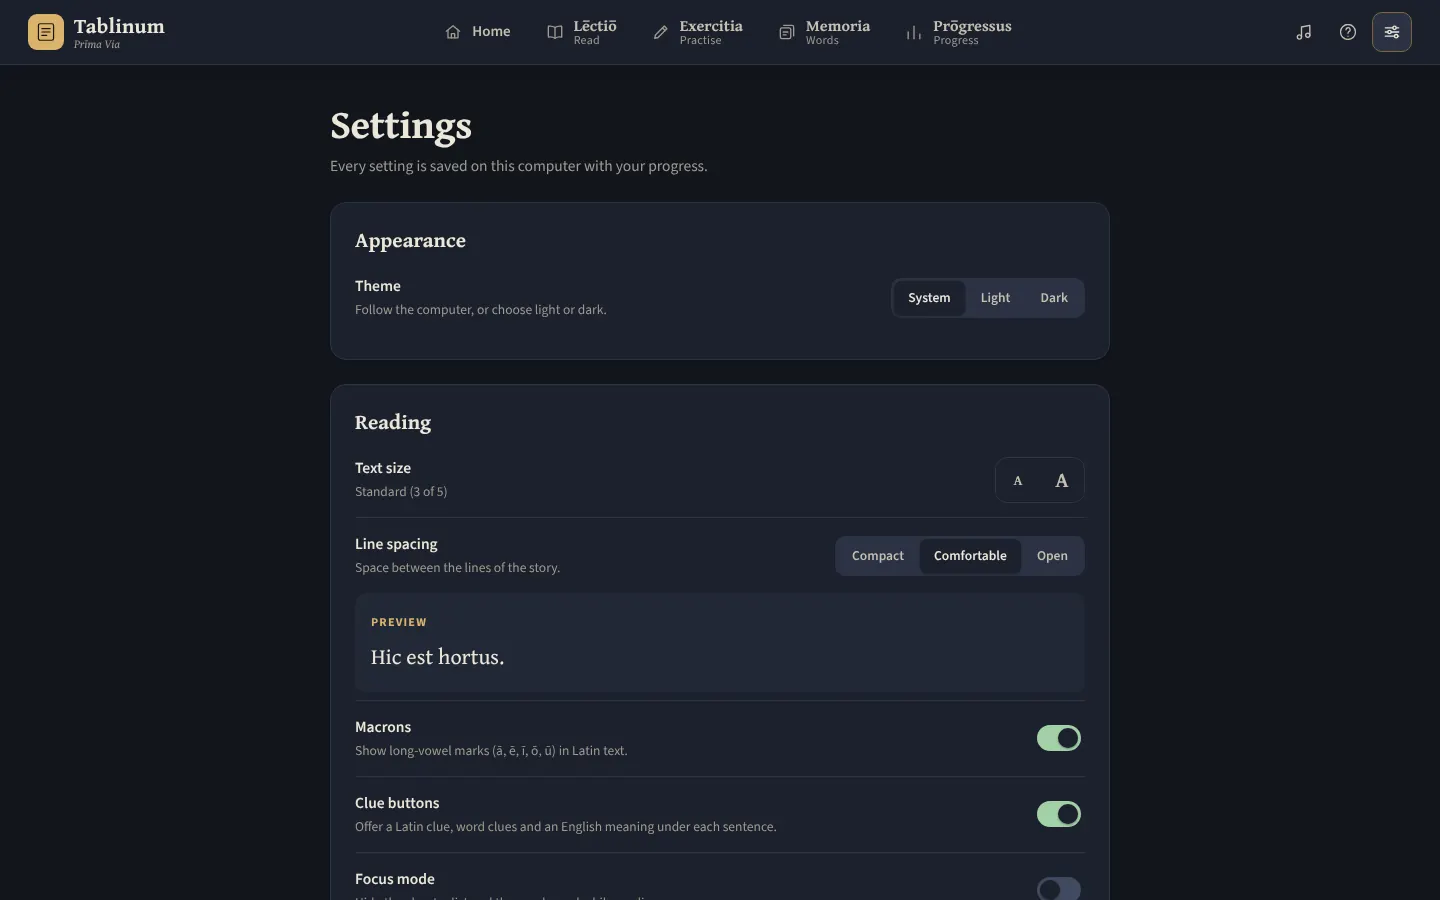 Tablinum
Prīma Via
Home
Lēctiō
Read
Exercitia
Practise
Memoria
Words
Prōgressus
Progress
Settings
Every setting is saved on this computer with your progress.
Appearance
Theme
Follow the computer, or choose light or dark.
System Light Dark
Reading
Text size
Standard (3 of 5)
A A
Line spacing
Space between the lines of the story.
Compact Comfortable Open
PREVIEW
Hic est hortus.
Macrons
Show long-vowel marks (ā, ē, ī, ō, ū) in Latin text.
Clue buttons
Offer a Latin clue, word clues and an English meaning under each sentence.
Focus mode